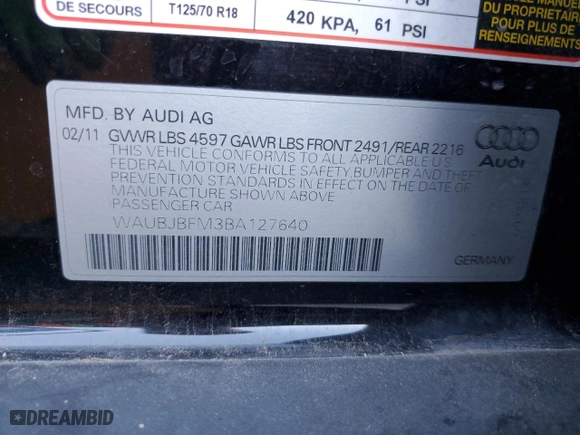 DE SECOURS
T125/70 R18
420 KPA, 61 PSI
PLUS DE
RENSEIGNEMENTS
MFD. BY AUDI AG
02/11 GVWR LBS 4597 GAWR LBS FRONT 2491/REAR 2216
THIS VEHICLE CONFORMS TO ALL APPLICABLE U.S.
FEDERAL MOTOR VEHICLE SAFETY, BUMPER AND THEFT
PREVENTION STANDARDS IN EFFECT ON THE DATE OF
MANUFACTURE SHOWN ABOVE
PASSENGER CAR
Audi
WAUBJBFM3BA127640
GERMANY
DREAMBID